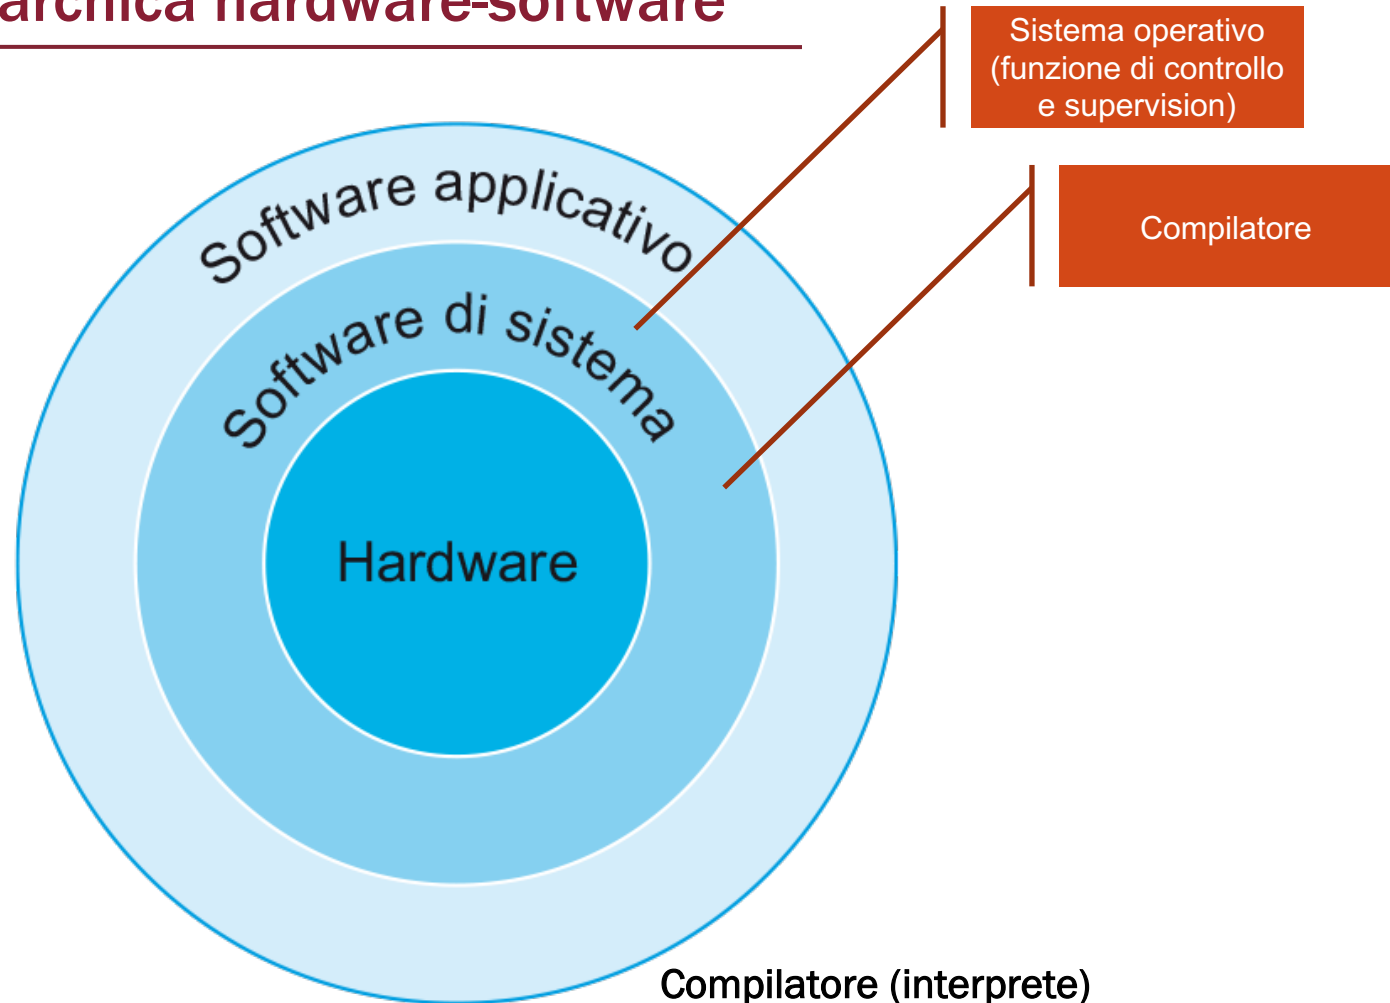 archica hardware-software
Sistema operativo
(funzione di controllo
e supervision)
Compilatore
Software applicativo
Software di sistema
Hardware
Compilatore (interprete)